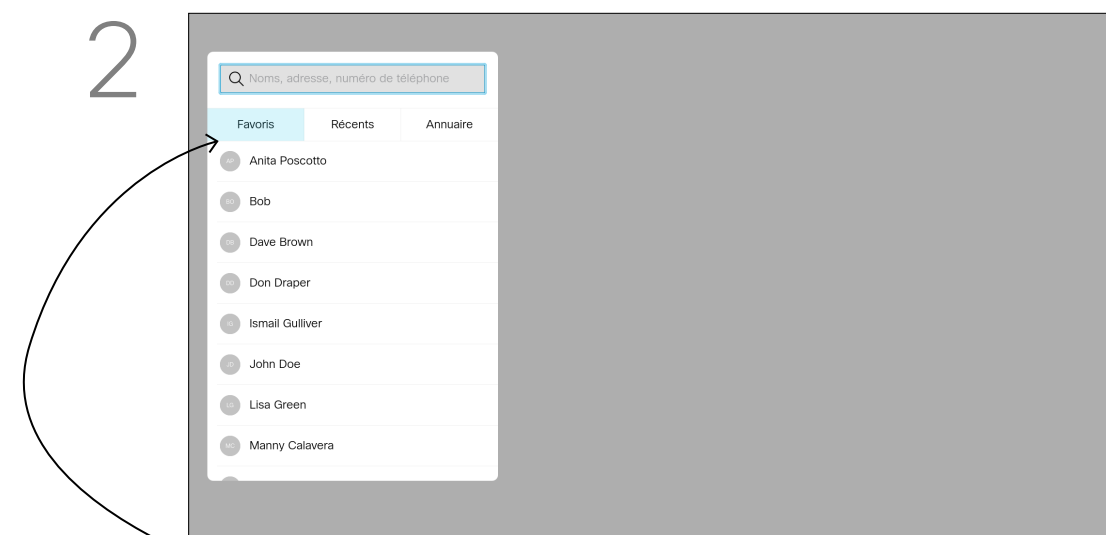 2
Noms, adresse, numéro de téléphone
Favoris Récents Annuaire
AP Anita Poscotto
BO Bob
DB Dave Brown
DD Don Draper
IG Ismail Gulliver
JD John Doe
LG Lisa Green
MC Manny Calavera